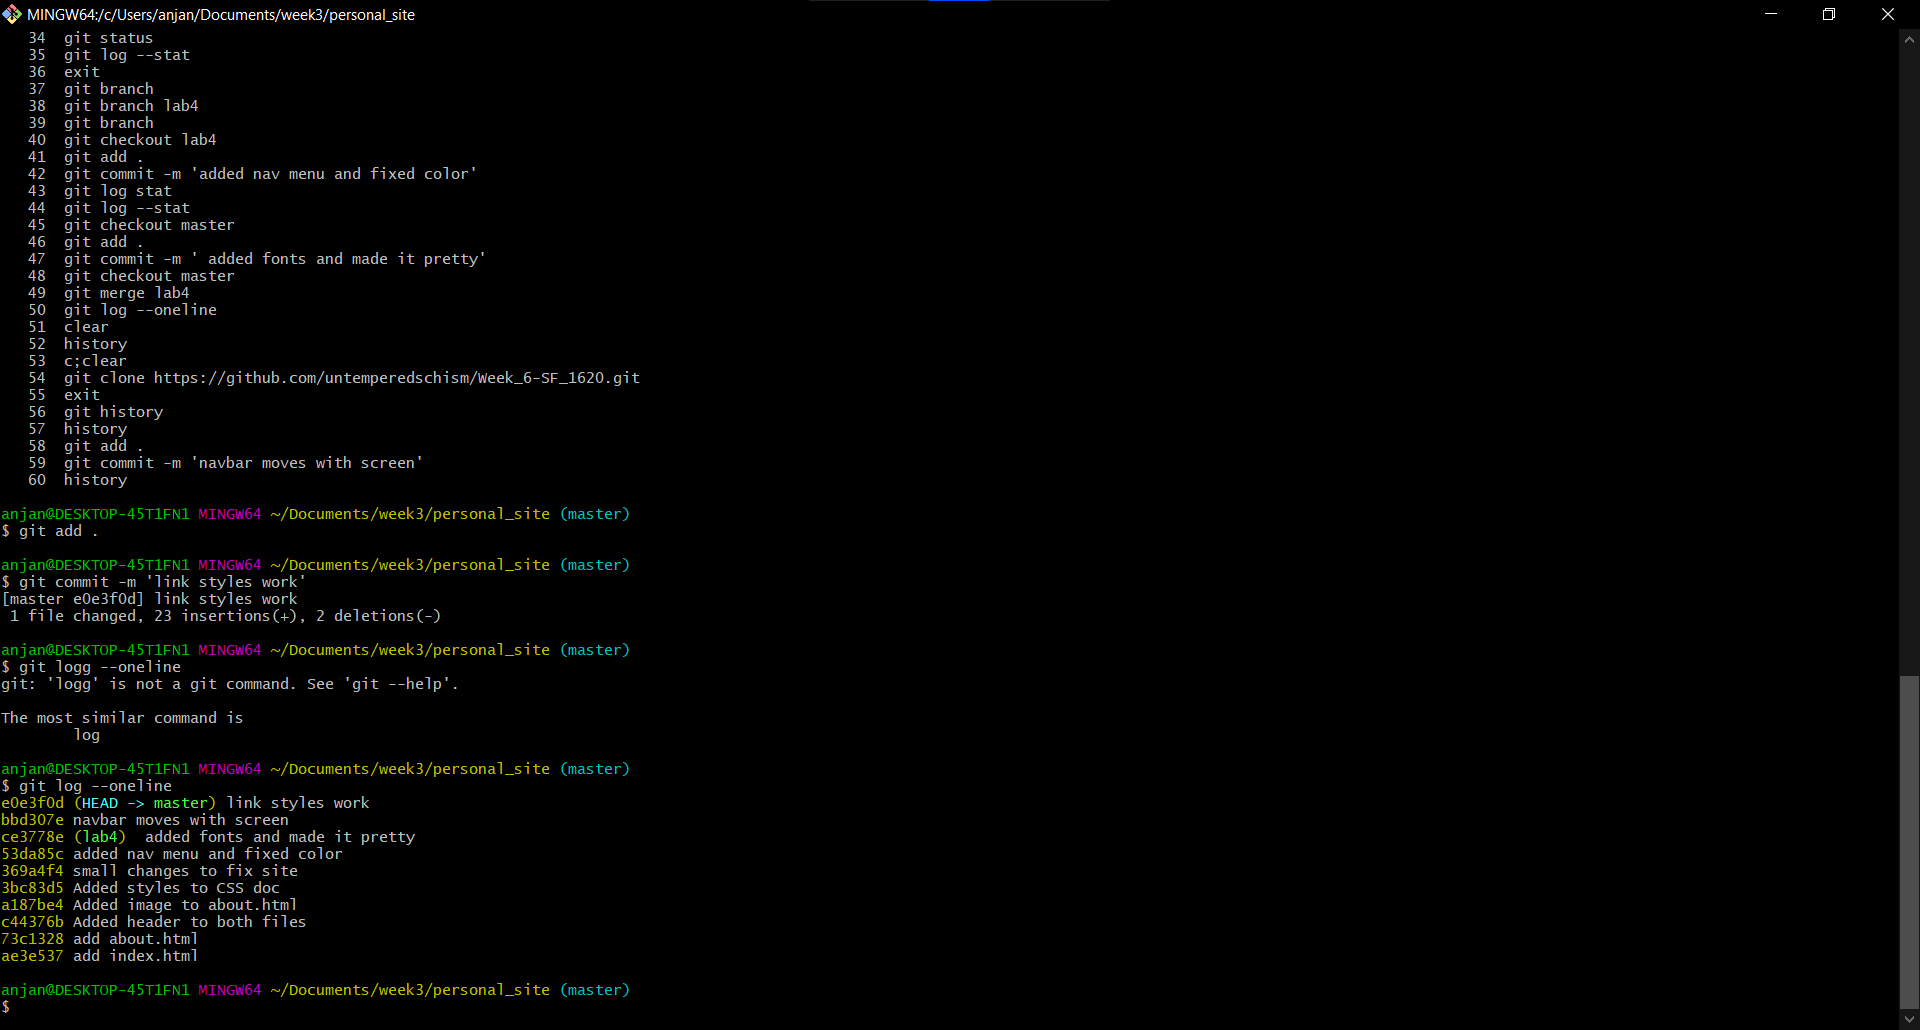 MINGW64:/c/Users/anjan/Documents/week3/personal_site
34 git status
35 git log --stat
36 exit
37 git branch
38 git branch lab4
39 git branch
40 git checkout lab4
41 git add .
42 git commit -m 'added nav menu and fixed color'
43 git log stat
44 git log --stat
45 git checkout master
46 git add .
47 git commit -m ' added fonts and made it pretty'
48 git checkout master
49 git merge lab4
50 git log --oneline
51 clear
52 history
53 c;clear
54 git clone https://github.com/untemperedschism/Week_6-SF_1620.git
55 exit
56 git history
57 history
58 git add .
59 git commit -m 'navbar moves with screen'
60 history
anjan@DESKTOP-45T1FN1 MINGW64 ~/Documents/week3/personal_site (master)
$ git add .
anjan@DESKTOP-45T1FN1 MINGW64 ~/Documents/week3/personal_site (master)
$ git commit -m 'link styles work'
[master e0e3f0d] link styles work
1 file changed, 23 insertions(+), 2 deletions(-)
anjan@DESKTOP-45T1FN1 MINGW64 ~/Documents/week3/personal_site (master)
$ git logg --oneline
git: 'logg' is not a git command. See 'git --help'.
The most similar command is
log
anjan@DESKTOP-45T1FN1 MINGW64 ~/Documents/week3/personal_site (master)
$ git log --oneline
e0e3f0d (HEAD -> master) link styles work
bbd307e navbar moves with screen
ce3778e (lab4)  added fonts and made it pretty
53da85c added nav menu and fixed color
369a4f4 small changes to fix site
3bc83d5 Added styles to CSS doc
a187be4 Added image to about.html
c44376b Added header to both files
73c1328 add about.html
ae3e537 add index.html
anjan@DESKTOP-45T1FN1 MINGW64 ~/Documents/week3/personal_site (master)
$